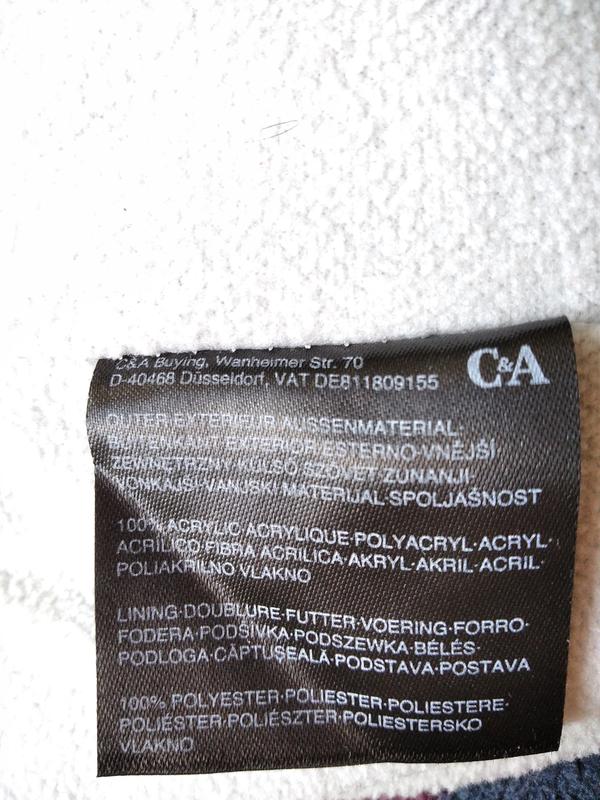 C&A Buying, Wanheimer Str. 70
D-40468 Düsseldorf, VAT DE811809155
C&A
OUTER·EXTERIEUR·AUSSENMATERIAL·
BUITENKANT·EXTERIOR·ESTERNO·VNĚJŠÍ
ZEWNĘTRZNY·KÜLSŐ SZÖVET·ZUNANJI·
VANJSKI MATERIJAL·SPOLJAŠNOST
100% ACRYLIC·ACRYLIQUE·POLYACRYL·ACRYL·
ACRÍLICO·FIBRA ACRILICA·AKRYL·AKRIL·ACRIL·
POLIAKRILNO VLAKNO
LINING·DOUBLURE·FUTTER·VOERING·FORRO·
FODERA·PODŠÍVKA·PODSZEWKA·BÉLÉS·
PODLOGA·CĂPTUŞEALĂ·PODSTAVA·POSTAVA
100% POLYESTER·POLIESTER·POLIESTERE·
POLIÉSTER·POLIÉSZTER·POLIESTERSKO
VLAKNO